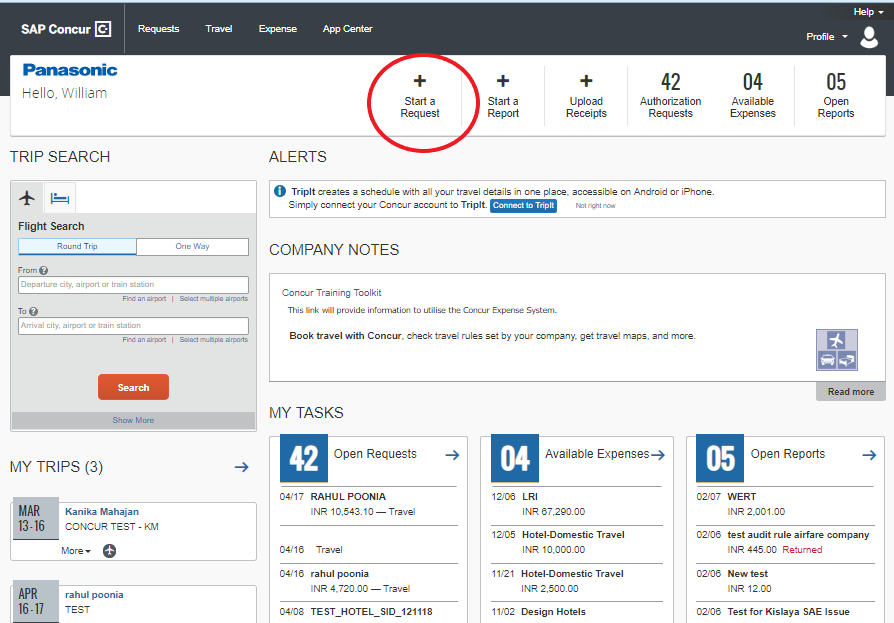 Help
SAP Concur C
Requests Travel Expense App Center
Profile
Panasonic
Hello, William
+ Start a Request
+ Start a Report
+ Upload Receipts
42 Authorization Requests
04 Available Expenses
05 Open Reports
TRIP SEARCH
Flight Search
Round Trip One Way
From ?
Departure city, airport or train station
Find an airport | Select multiple airports
To ?
Arrival city, airport or train station
Find an airport | Select multiple airports
Search
Show More
MY TRIPS (3)
MAR 13-16
Kanika Mahajan
CONCUR TEST - KM
More
APR 16-17
rahul poonia
TEST
ALERTS
i TripIt creates a schedule with all your travel details in one place, accessible on Android or iPhone.
Simply connect your Concur account to TripIt. Connect to TripIt Not right now
COMPANY NOTES
Concur Training Toolkit
This link will provide information to utilise the Concur Expense System.
Book travel with Concur, check travel rules set by your company, get travel maps, and more.
Read more
MY TASKS
42 Open Requests
04/17 RAHUL POONIA
INR 10,543.10 — Travel
04/16 Travel
04/16 rahul poonia
INR 4,720.00 — Travel
04/08 TEST_HOTEL_SID_121118
04 Available Expenses
12/06 LRI
INR 67,290.00
12/05 Hotel-Domestic Travel
INR 10,000.00
11/21 Hotel-Domestic Travel
INR 2,500.00
11/02 Design Hotels
05 Open Reports
02/07 WERT
INR 2,001.00
02/06 test audit rule airfare company
INR 445.00 Returned
02/06 New test
INR 12.00
02/06 Test for Kislaya SAE Issue